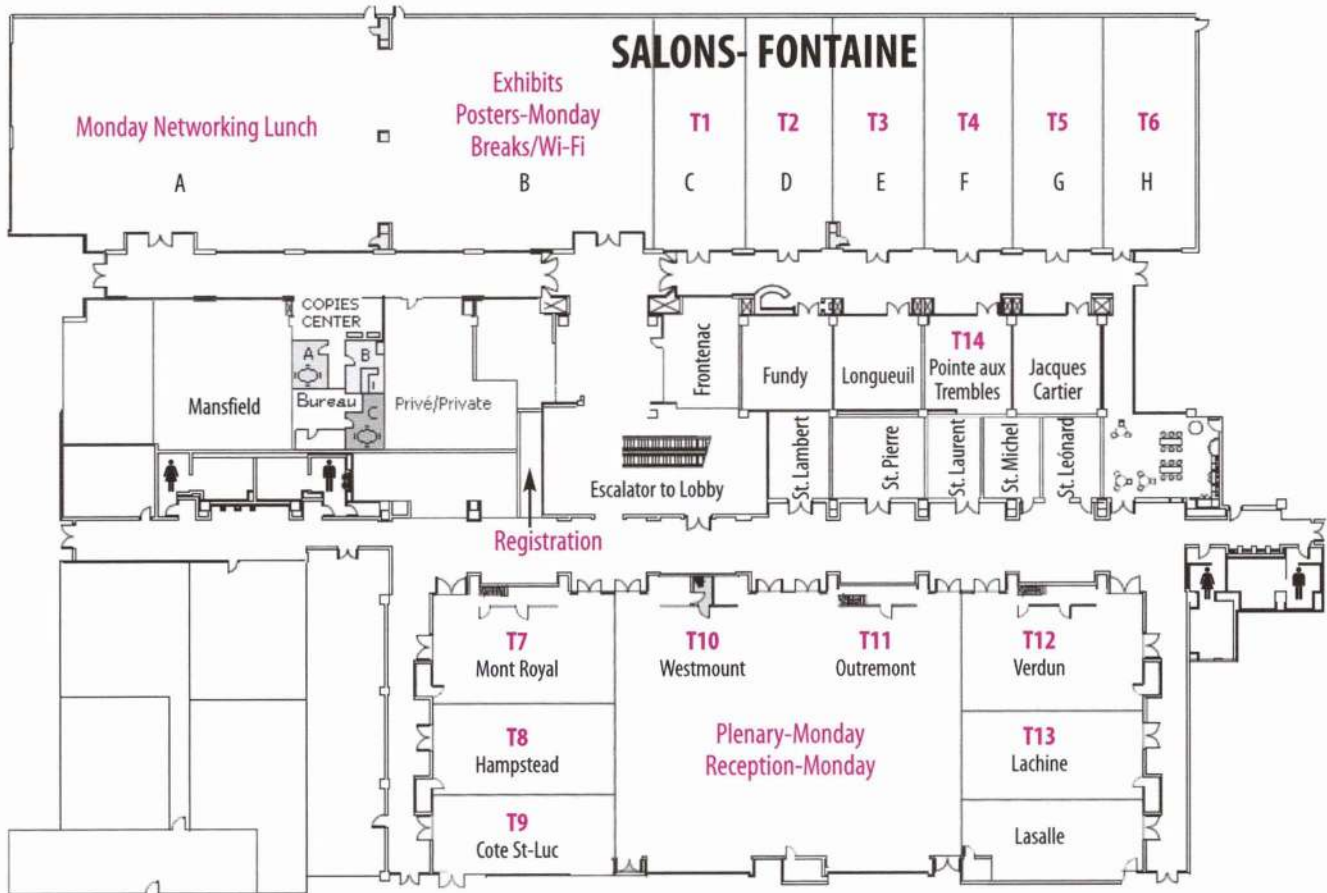 SALONS- FONTAINE
Monday Networking Lunch
A
Exhibits
Posters-Monday
Breaks/Wi-Fi
B
T1
C
T2
D
T3
E
T4
F
T5
G
T6
H
COPIES
CENTER
A
B
Bureau
C
Privé/Private
Mansfield
Frontenac
Fundy
Longueuil
T14
Pointe aux
Trembles
Jacques
Cartier
Escalator to Lobby
St. Lambert
St. Pierre
St. Laurent
St. Michel
St. Leónard
Registration
T7
Mont Royal
T10
Westmount
T11
Outremont
T12
Verdun
T8
Hampstead
Plenary-Monday
Reception-Monday
T13
Lachine
T9
Cote St-Luc
Lasalle